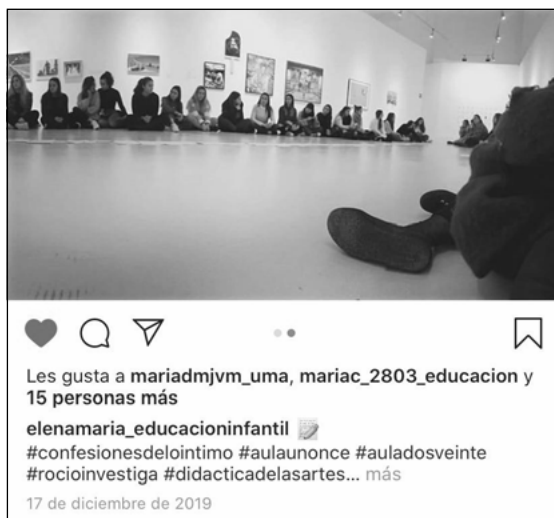 Les gusta a mariadmjvm_uma, mariac_2803_educacion y
15 personas más
elenamaria_educacioninfantil
#confesionesdelointimo #aulaunonce #auladosveinte
#rocioinvestiga #didacticadelasartes... más
17 de diciembre de 2019